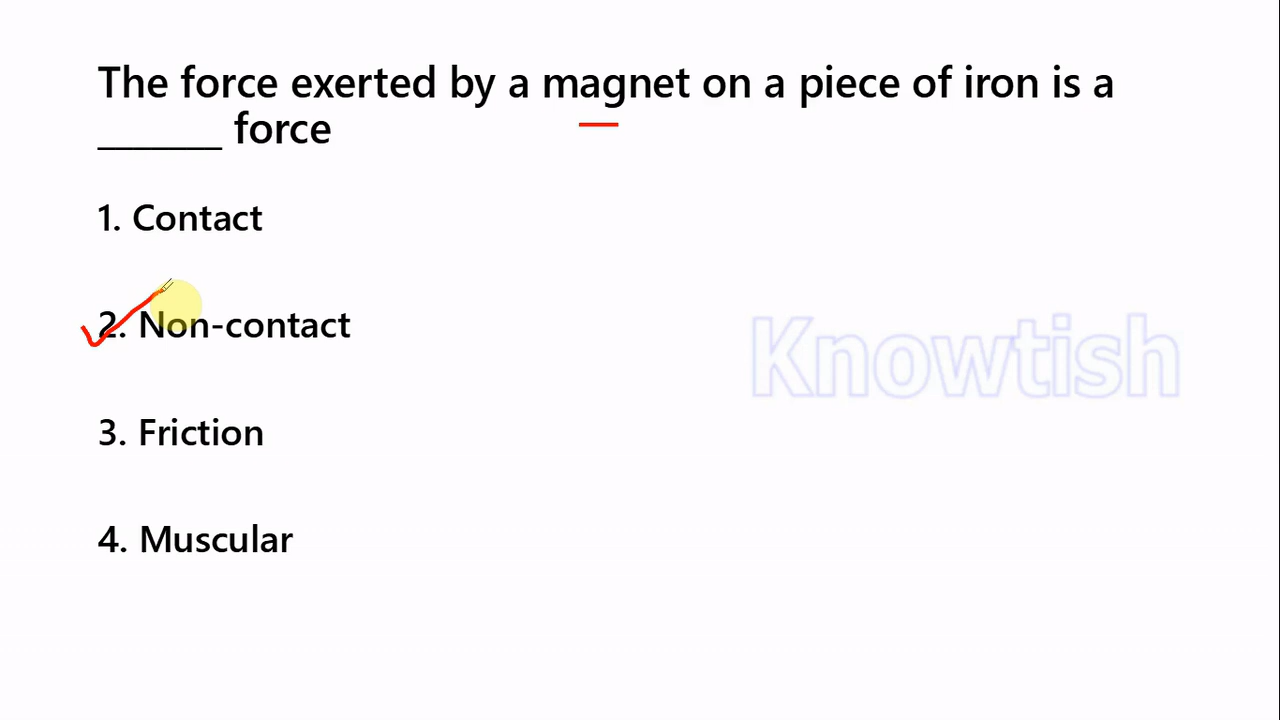 The force exerted by a magnet on a piece of iron is a
_______ force
1. Contact
2. Non-contact
Knowtish
3. Friction
4. Muscular